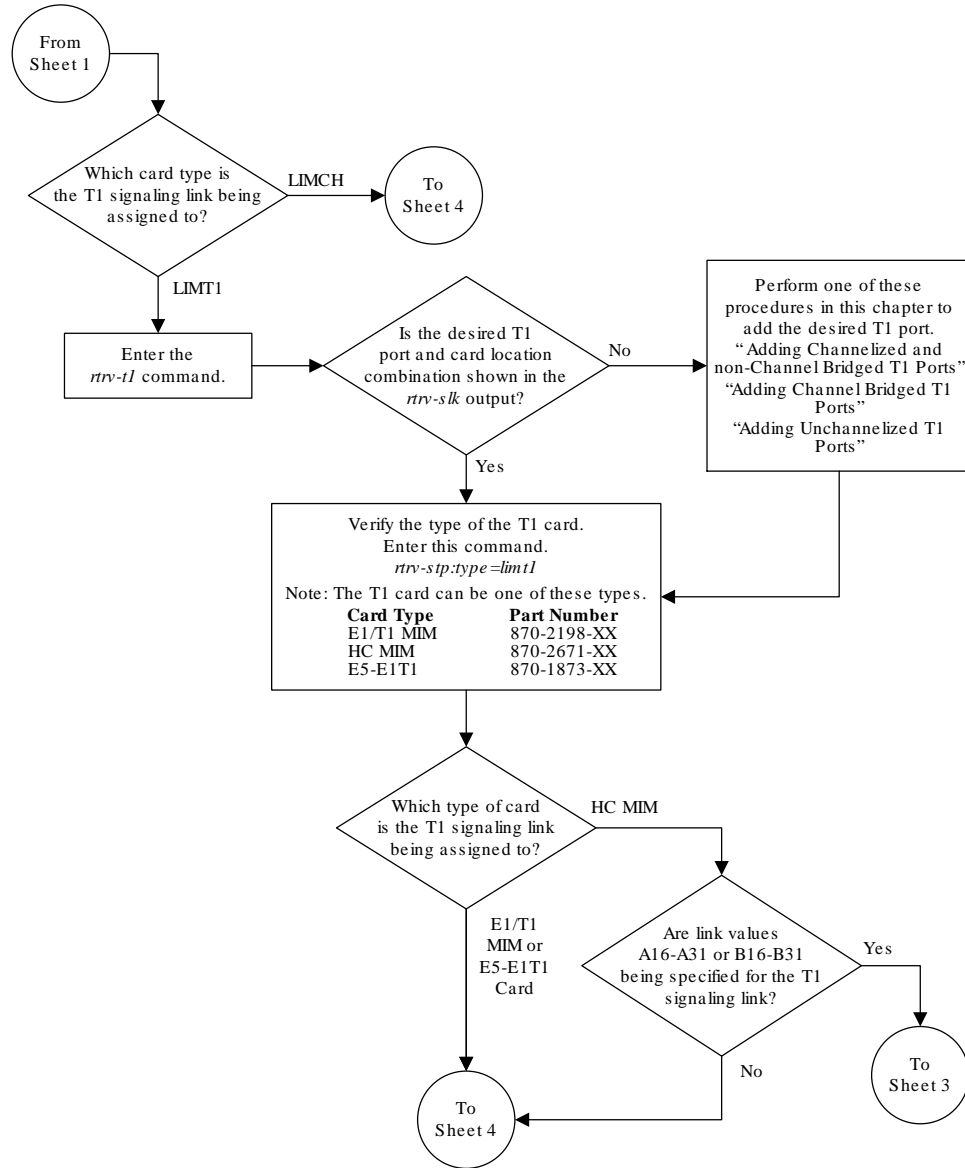 From
Sheet 1
Which card type is
the T1 signaling link being
assigned to?
LIMCH
To
Sheet 4
LIMT1
Enter the
rtrv-t1 command.
Is the desired T1
port and card location
combination shown in the
rtrv-slk output?
No
Perform one of these
procedures in this chapter to
add the desired T1 port.
“Adding Channelized and
non-Channel Bridged T1 Ports”
“Adding Channel Bridged T1
Ports”
“Adding Unchannelized T1
Ports”
Yes
Verify the type of the T1 card.
Enter this command.
rtrv-stp:type=limt1
Note: The T1 card can be one of these types.
Card Type Part Number
E1/T1 MIM 870-2198-XX
HC MIM 870-2671-XX
E5-E1T1 870-1873-XX
Which type of card
is the T1 signaling link
being assigned to?
HC MIM
E1/T1
MIM or
E5-E1T1
Card
Are link values
A16-A31 or B16-B31
being specified for the T1
signaling link?
Yes
No
To
Sheet 3
To
Sheet 4